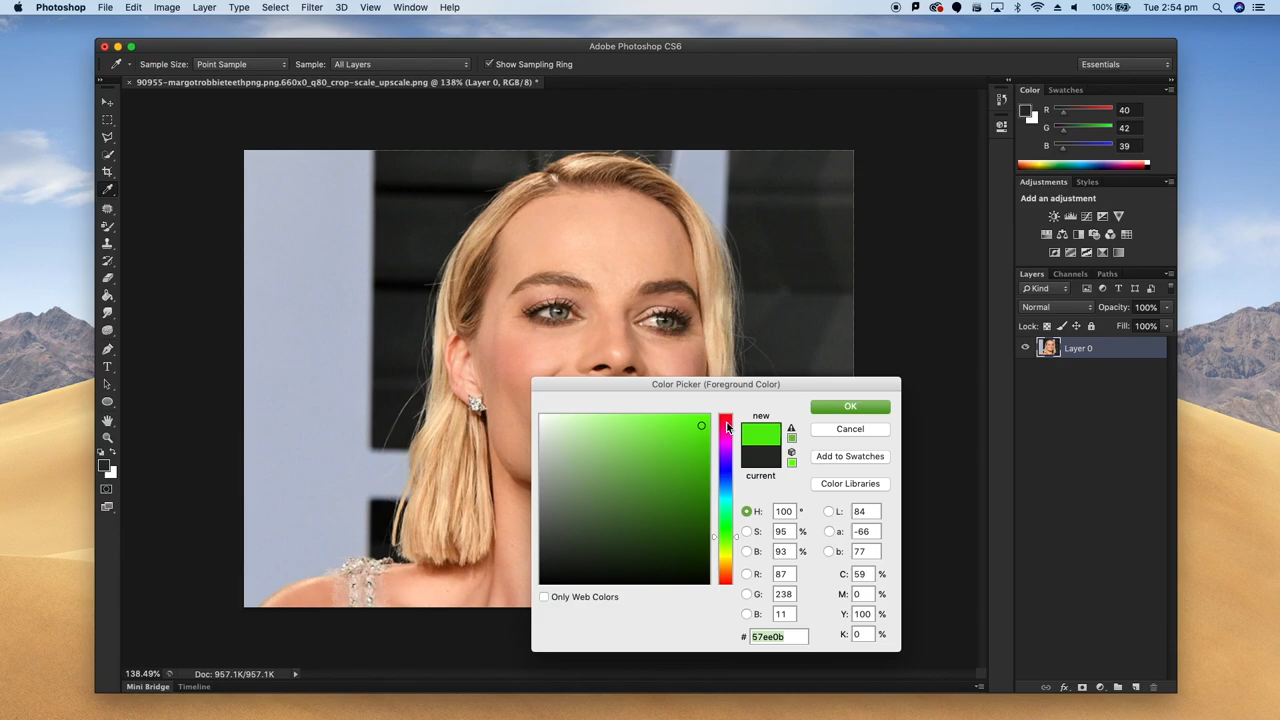 Photoshop File Edit Image Layer Type Select Filter 3D View Window Help 100% Tue 2:54 pm
Adobe Photoshop CS6
Sample Size: Point Sample Sample: All Layers Show Sampling Ring Essentials
90955-margotrobbieteethpng.png.660x0_q80_crop-scale_upscale.png @ 138% (Layer 0, RGB/8) *
Color Swatches
R 40
G 42
B 39
Adjustments Styles
Add an adjustment
Layers Channels Paths
Kind
Normal Opacity: 100%
Lock: Fill: 100%
Layer 0
Color Picker (Foreground Color)
new
current
OK
Cancel
Add to Swatches
Color Libraries
H: 100 ° L: 84
S: 95 % a: -66
B: 93 % b: 77
R: 87 C: 59 %
G: 238 M: 0 %
B: 11 Y: 100 %
# 57ee0b K: 0 %
Only Web Colors
138.49% Doc: 957.1K/957.1K
Mini Bridge Timeline